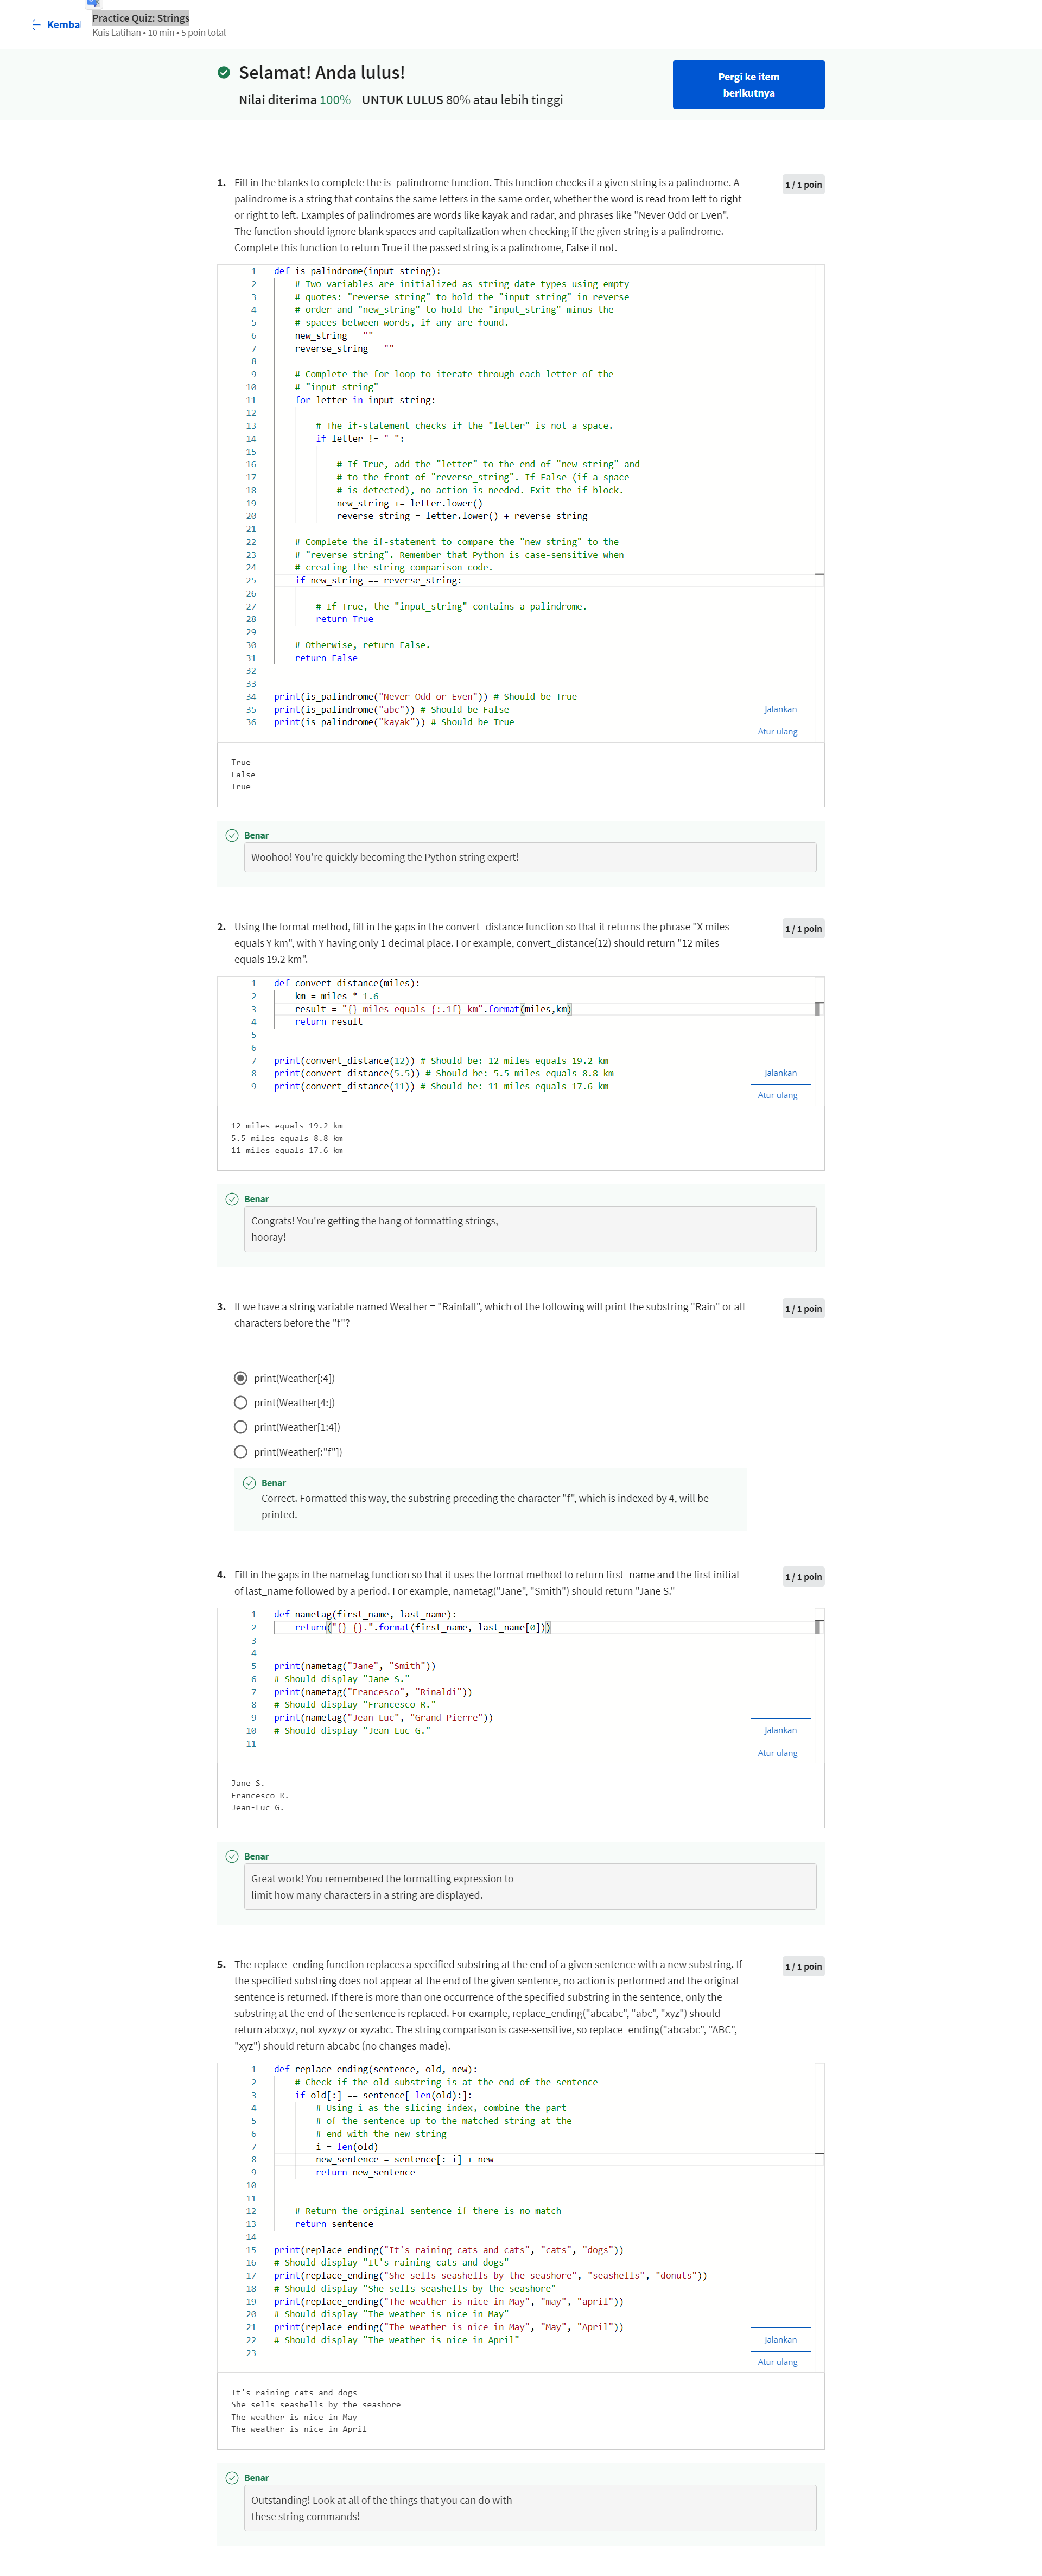 Kembali
Practice Quiz: Strings
Kuis Latihan • 10 min • 5 poin total
Selamat! Anda lulus!
Nilai diterima 100% UNTUK LULUS 80% atau lebih tinggi
Pergi ke item
berikutnya
1. Fill in the blanks to complete the is_palindrome function. This function checks if a given string is a palindrome. A
palindrome is a string that contains the same letters in the same order, whether the word is read from left to right
or right to left. Examples of palindromes are words like kayak and radar, and phrases like "Never Odd or Even".
The function should ignore blank spaces and capitalization when checking if the given string is a palindrome.
Complete this function to return True if the passed string is a palindrome, False if not.
1 / 1 poin
1 def is_palindrome(input_string):
2 # Two variables are initialized as string date types using empty
3 # quotes: "reverse_string" to hold the "input_string" in reverse
4 # order and "new_string" to hold the "input_string" minus the
5 # spaces between words, if any are found.
6 new_string = ""
7 reverse_string = ""
8
9 # Complete the for loop to iterate through each letter of the
10 # "input_string"
11 for letter in input_string:
12
13 # The if-statement checks if the "letter" is not a space.
14 if letter != " ":
15
16 # If True, add the "letter" to the end of "new_string" and
17 # to the front of "reverse_string". If False (if a space
18 # is detected), no action is needed. Exit the if-block.
19 new_string += letter.lower()
20 reverse_string = letter.lower() + reverse_string
21
22 # Complete the if-statement to compare the "new_string" to the
23 # "reverse_string". Remember that Python is case-sensitive when
24 # creating the string comparison code.
25 if new_string == reverse_string:
26
27 # If True, the "input_string" contains a palindrome.
28 return True
29
30 # Otherwise, return False.
31 return False
32
33
34 print(is_palindrome("Never Odd or Even")) # Should be True
35 print(is_palindrome("abc")) # Should be False
36 print(is_palindrome("kayak")) # Should be True
Jalankan
Atur ulang
True
False
True
Benar
Woohoo! You're quickly becoming the Python string expert!
2. Using the format method, fill in the gaps in the convert_distance function so that it returns the phrase "X miles
equals Y km", with Y having only 1 decimal place. For example, convert_distance(12) should return "12 miles
equals 19.2 km".
1 / 1 poin
1 def convert_distance(miles):
2 km = miles * 1.6
3 result = "{} miles equals {:.1f} km".format(miles,km)
4 return result
5
6
7 print(convert_distance(12)) # Should be: 12 miles equals 19.2 km
8 print(convert_distance(5.5)) # Should be: 5.5 miles equals 8.8 km
9 print(convert_distance(11)) # Should be: 11 miles equals 17.6 km
Jalankan
Atur ulang
12 miles equals 19.2 km
5.5 miles equals 8.8 km
11 miles equals 17.6 km
Benar
Congrats! You're getting the hang of formatting strings,
hooray!
3. If we have a string variable named Weather = "Rainfall", which of the following will print the substring "Rain" or all
characters before the "f"?
1 / 1 poin
print(Weather[:4])
print(Weather[4:])
print(Weather[1:4])
print(Weather[:"f"])
Benar
Correct. Formatted this way, the substring preceding the character "f", which is indexed by 4, will be
printed.
4. Fill in the gaps in the nametag function so that it uses the format method to return first_name and the first initial
of last_name followed by a period. For example, nametag("Jane", "Smith") should return "Jane S."
1 / 1 poin
1 def nametag(first_name, last_name):
2 return("{} {}.".format(first_name, last_name[0]))
3
4
5 print(nametag("Jane", "Smith"))
6 # Should display "Jane S."
7 print(nametag("Francesco", "Rinaldi"))
8 # Should display "Francesco R."
9 print(nametag("Jean-Luc", "Grand-Pierre"))
10 # Should display "Jean-Luc G."
11
Jalankan
Atur ulang
Jane S.
Francesco R.
Jean-Luc G.
Benar
Great work! You remembered the formatting expression to
limit how many characters in a string are displayed.
5. The replace_ending function replaces a specified substring at the end of a given sentence with a new substring. If
the specified substring does not appear at the end of the given sentence, no action is performed and the original
sentence is returned. If there is more than one occurrence of the specified substring in the sentence, only the
substring at the end of the sentence is replaced. For example, replace_ending("abcabc", "abc", "xyz") should
return abcxyz, not xyzxyz or xyzabc. The string comparison is case-sensitive, so replace_ending("abcabc", "ABC",
"xyz") should return abcabc (no changes made).
1 / 1 poin
1 def replace_ending(sentence, old, new):
2 # Check if the old substring is at the end of the sentence
3 if old[:] == sentence[-len(old):]:
4 # Using i as the slicing index, combine the part
5 # of the sentence up to the matched string at the
6 # end with the new string
7 i = len(old)
8 new_sentence = sentence[:-i] + new
9 return new_sentence
10
11
12 # Return the original sentence if there is no match
13 return sentence
14
15 print(replace_ending("It's raining cats and cats", "cats", "dogs"))
16 # Should display "It's raining cats and dogs"
17 print(replace_ending("She sells seashells by the seashore", "seashells", "donuts"))
18 # Should display "She sells seashells by the seashore"
19 print(replace_ending("The weather is nice in May", "may", "april"))
20 # Should display "The weather is nice in May"
21 print(replace_ending("The weather is nice in May", "May", "April"))
22 # Should display "The weather is nice in April"
23
Jalankan
Atur ulang
It's raining cats and dogs
She sells seashells by the seashore
The weather is nice in May
The weather is nice in April
Benar
Outstanding! Look at all of the things that you can do with
these string commands!